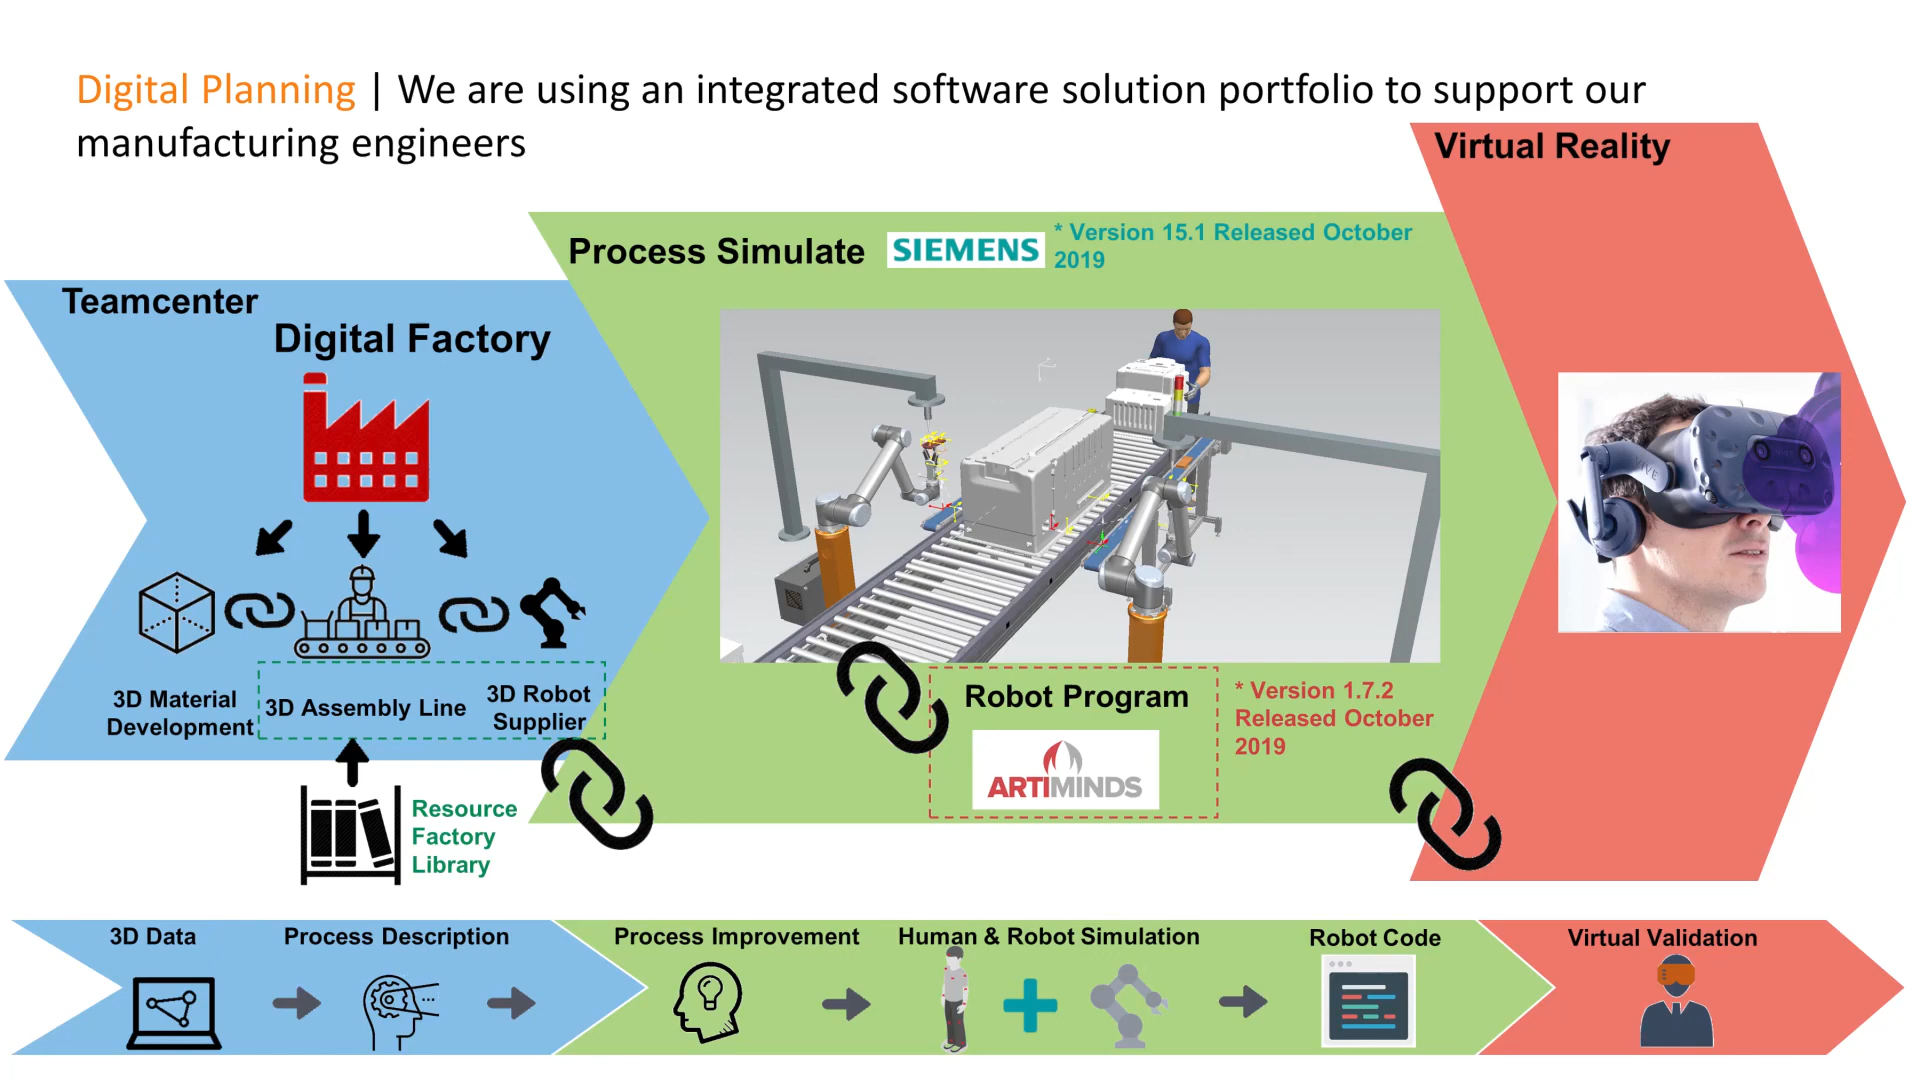 Digital Planning | We are using an integrated software solution portfolio to support our
manufacturing engineers
Virtual Reality
Process Simulate
SIEMENS
* Version 15.1 Released October
2019
Teamcenter
Digital Factory
3D Material
Development
3D Assembly Line
3D Robot
Supplier
Resource
Factory
Library
Robot Program
ARTIMINDS
* Version 1.7.2
Released October
2019
VIVE
3D Data
Process Description
Process Improvement
Human & Robot Simulation
Robot Code
Virtual Validation